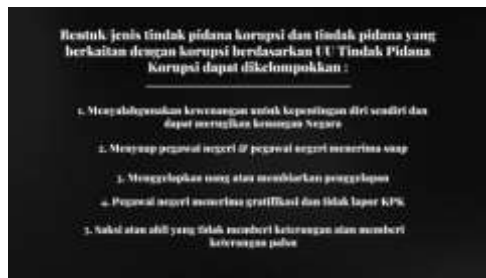 Bentuk jenis tindak pidana korupsi dan tindak pidana yang
berkaitan dengan korupsi berdasarkan UU Tindak Pidana
Korupsi dapat dikelompokkan :
1. Menyalahgunakan kewenangan untuk kepentingan diri sendiri dan
dapat merugikan keuangan Negara
2. Menyuap pegawai negeri & pegawai negeri menerima suap
3. Menggelapkan uang atau membiarkan penggelapan
4. Pegawai negeri menerima gratifikasi dan tidak lapor KPK
5. Saksi atau ahli yang tidak memberi keterangan atau memberi
keterangan palsu